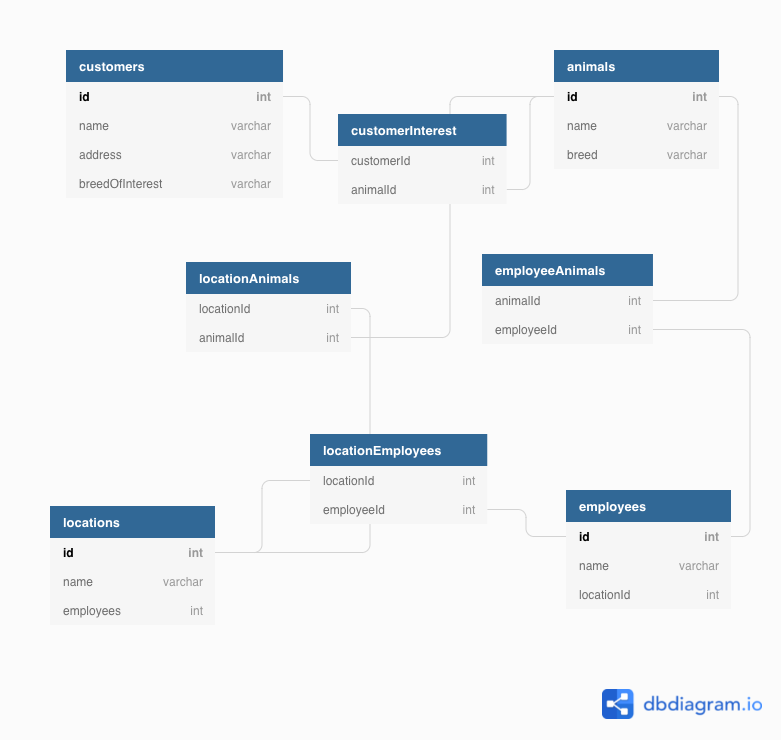 customers
id int
name varchar
address varchar
breedOfInterest varchar
animals
id int
name varchar
breed varchar
customerInterest
customerId int
animalId int
locationAnimals
locationId int
animalId int
employeeAnimals
animalId int
employeeId int
locationEmployees
locationId int
employeeId int
locations
id int
name varchar
employees int
employees
id int
name varchar
locationId int
dbdiagram.io